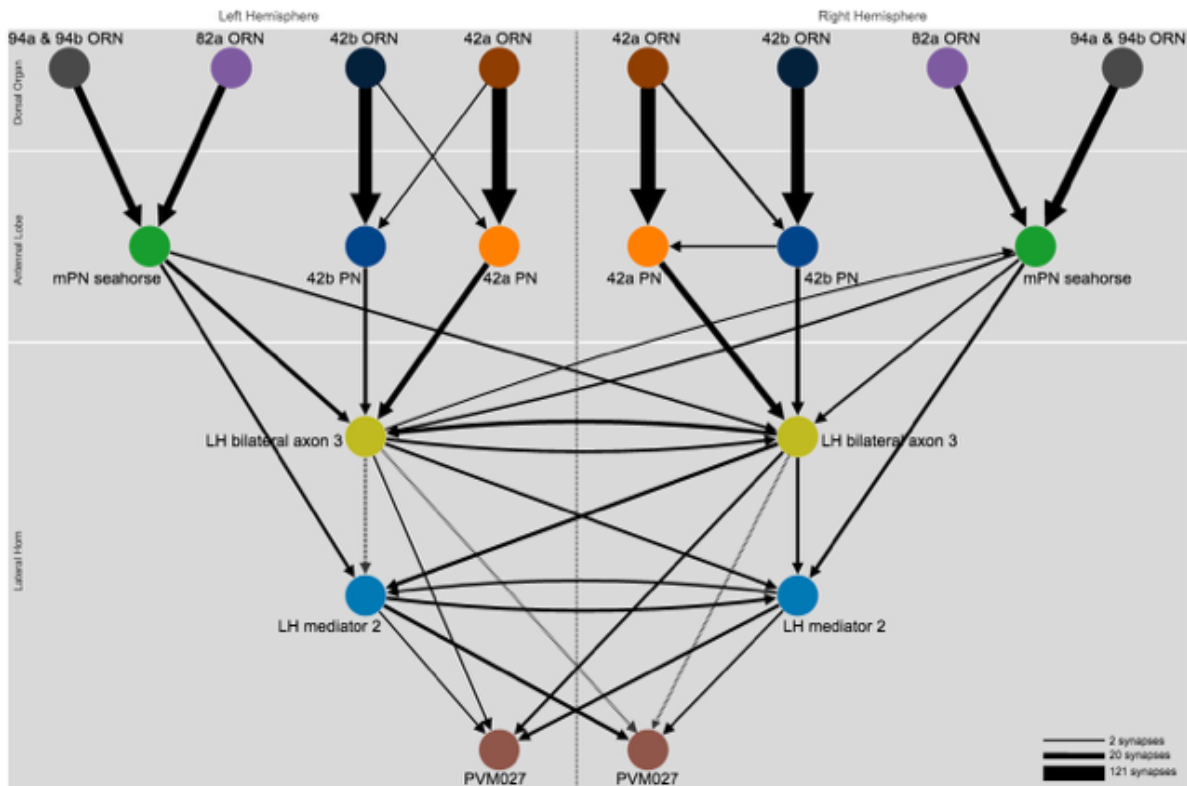 Left Hemisphere
Right Hemisphere
94a & 94b ORN
82a ORN
42b ORN
42a ORN
42a ORN
42b ORN
82a ORN
94a & 94b ORN
Dorsal Organ
Antennal Lobe
mPN seahorse
42b PN
42a PN
42a PN
42b PN
mPN seahorse
Lateral Horn
LH bilateral axon 3
LH bilateral axon 3
LH mediator 2
LH mediator 2
PVM027
PVM027
2 synapses
20 synapses
121 synapses